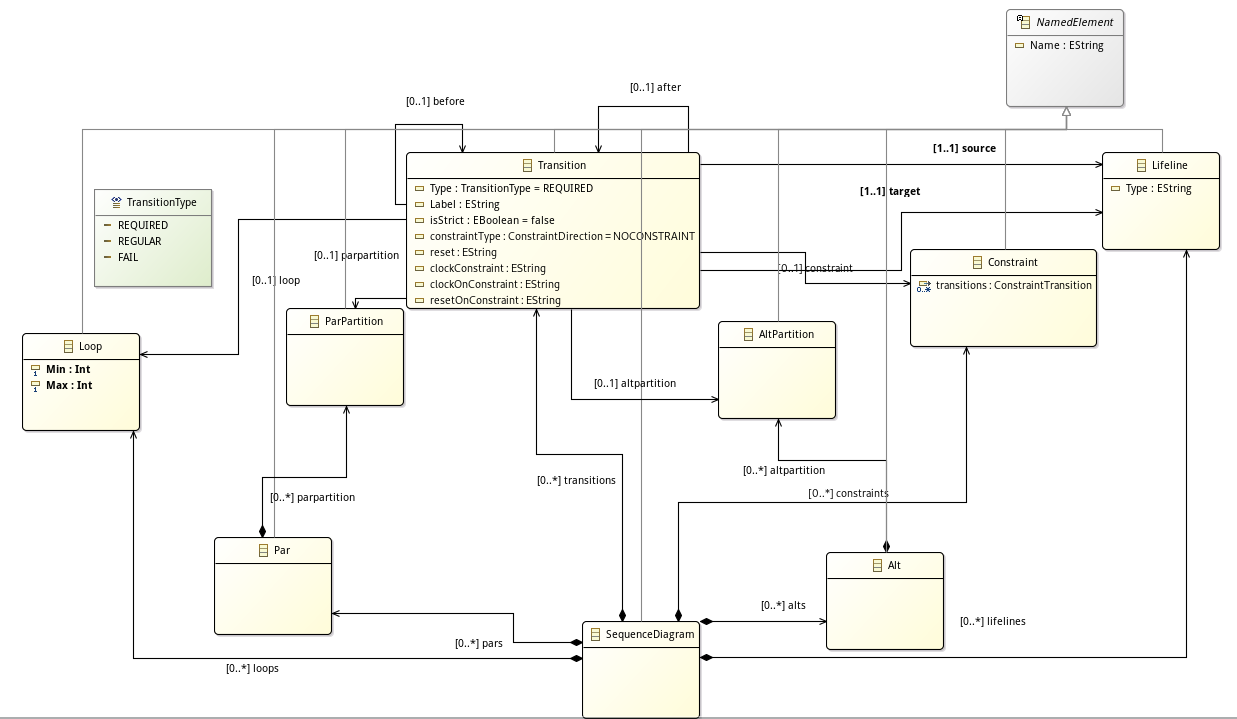 NamedElement
Name : EString
[0..1] before
[0..1] after
Transition
Type : TransitionType = REQUIRED
Label : EString
isStrict : EBoolean = false
constraintType : ConstraintDirection = NOCONSTRAINT
reset : EString
clockConstraint : EString
clockOnConstraint : EString
resetOnConstraint : EString
[1..1] source
[1..1] target
Lifeline
Type : EString
TransitionType
REQUIRED
REGULAR
FAIL
[0..1] parpartition
[0..1] loop
[0..1] constraint
Constraint
transitions : ConstraintTransition
0..*
ParPartition
AltPartition
Loop
Min : Int
Max : Int
[0..1] altpartition
[0..*] altpartition
[0..*] transitions
[0..*] constraints
[0..*] parpartition
Par
Alt
[0..*] alts
[0..*] lifelines
SequenceDiagram
[0..*] pars
[0..*] loops